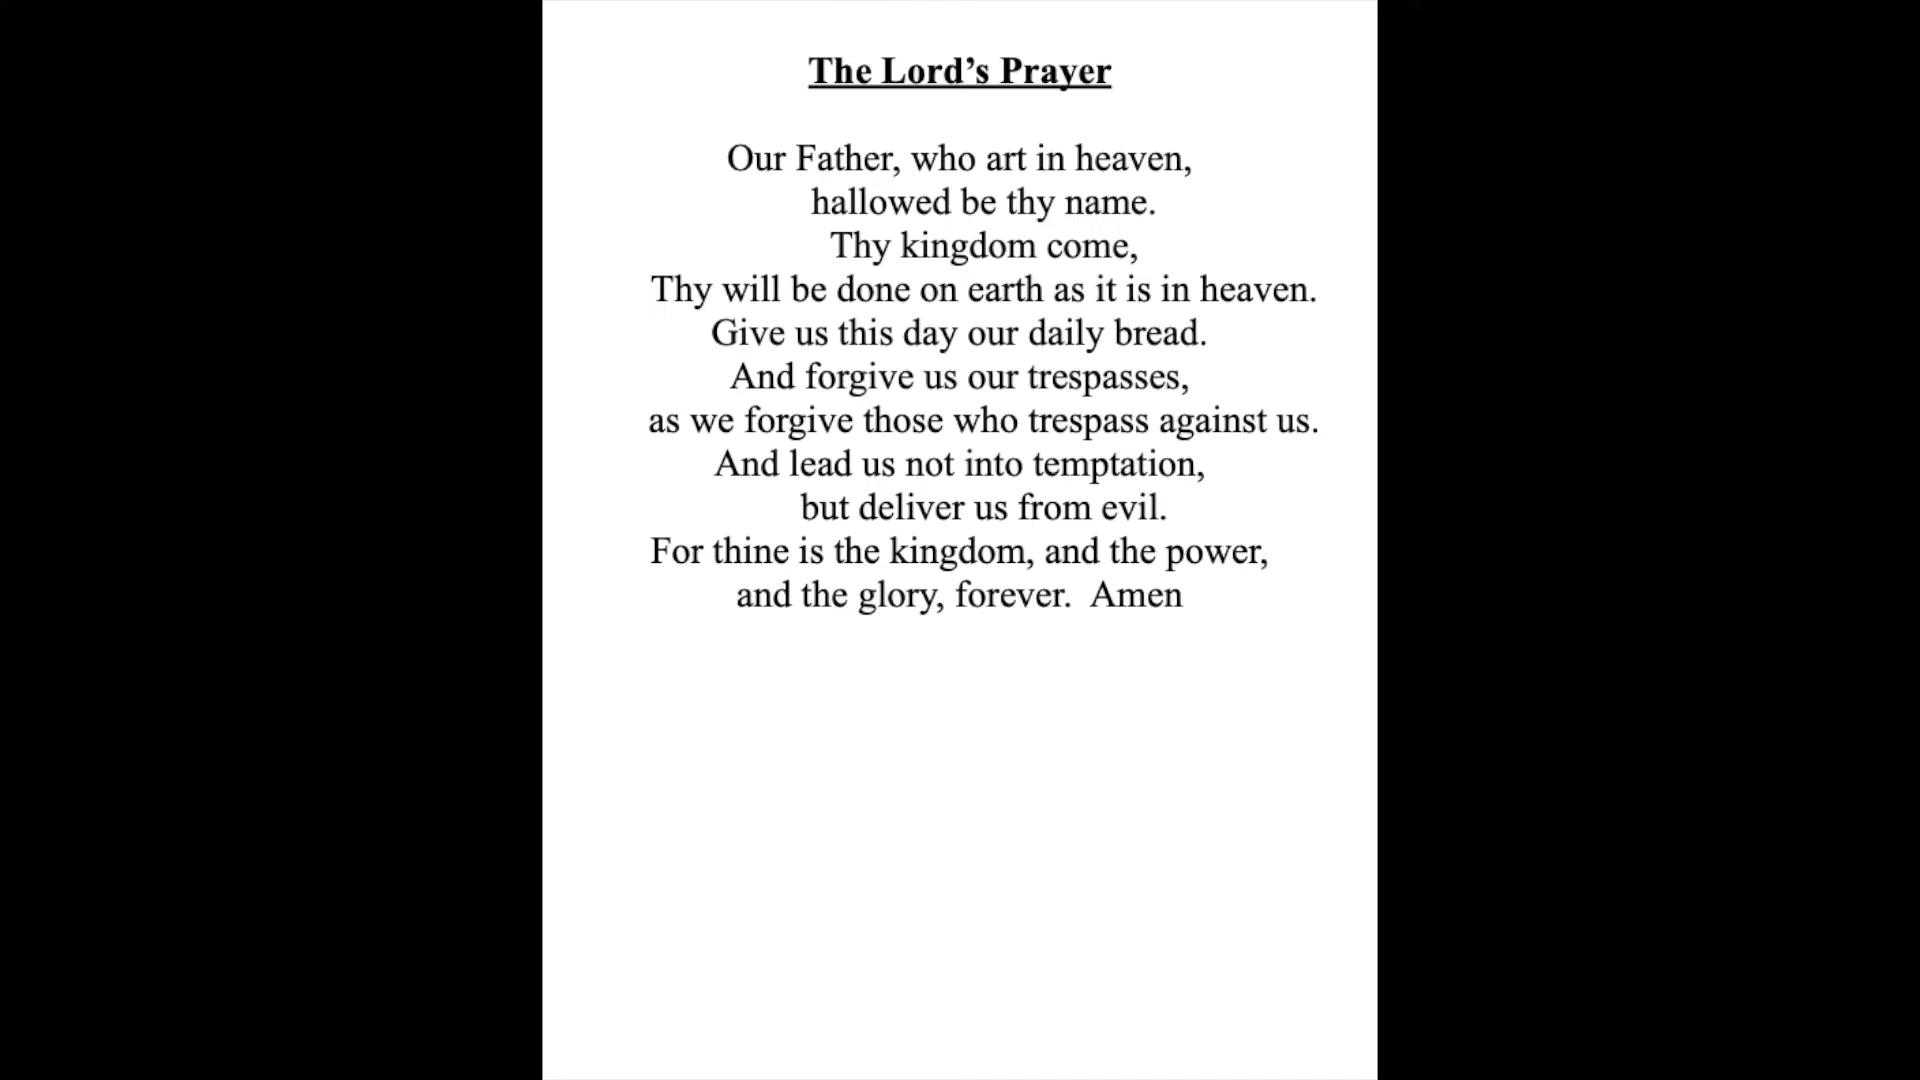 The Lord’s Prayer
Our Father, who art in heaven,
hallowed be thy name.
Thy kingdom come,
Thy will be done on earth as it is in heaven.
Give us this day our daily bread.
And forgive us our trespasses,
as we forgive those who trespass against us.
And lead us not into temptation,
but deliver us from evil.
For thine is the kingdom, and the power,
and the glory, forever.  Amen